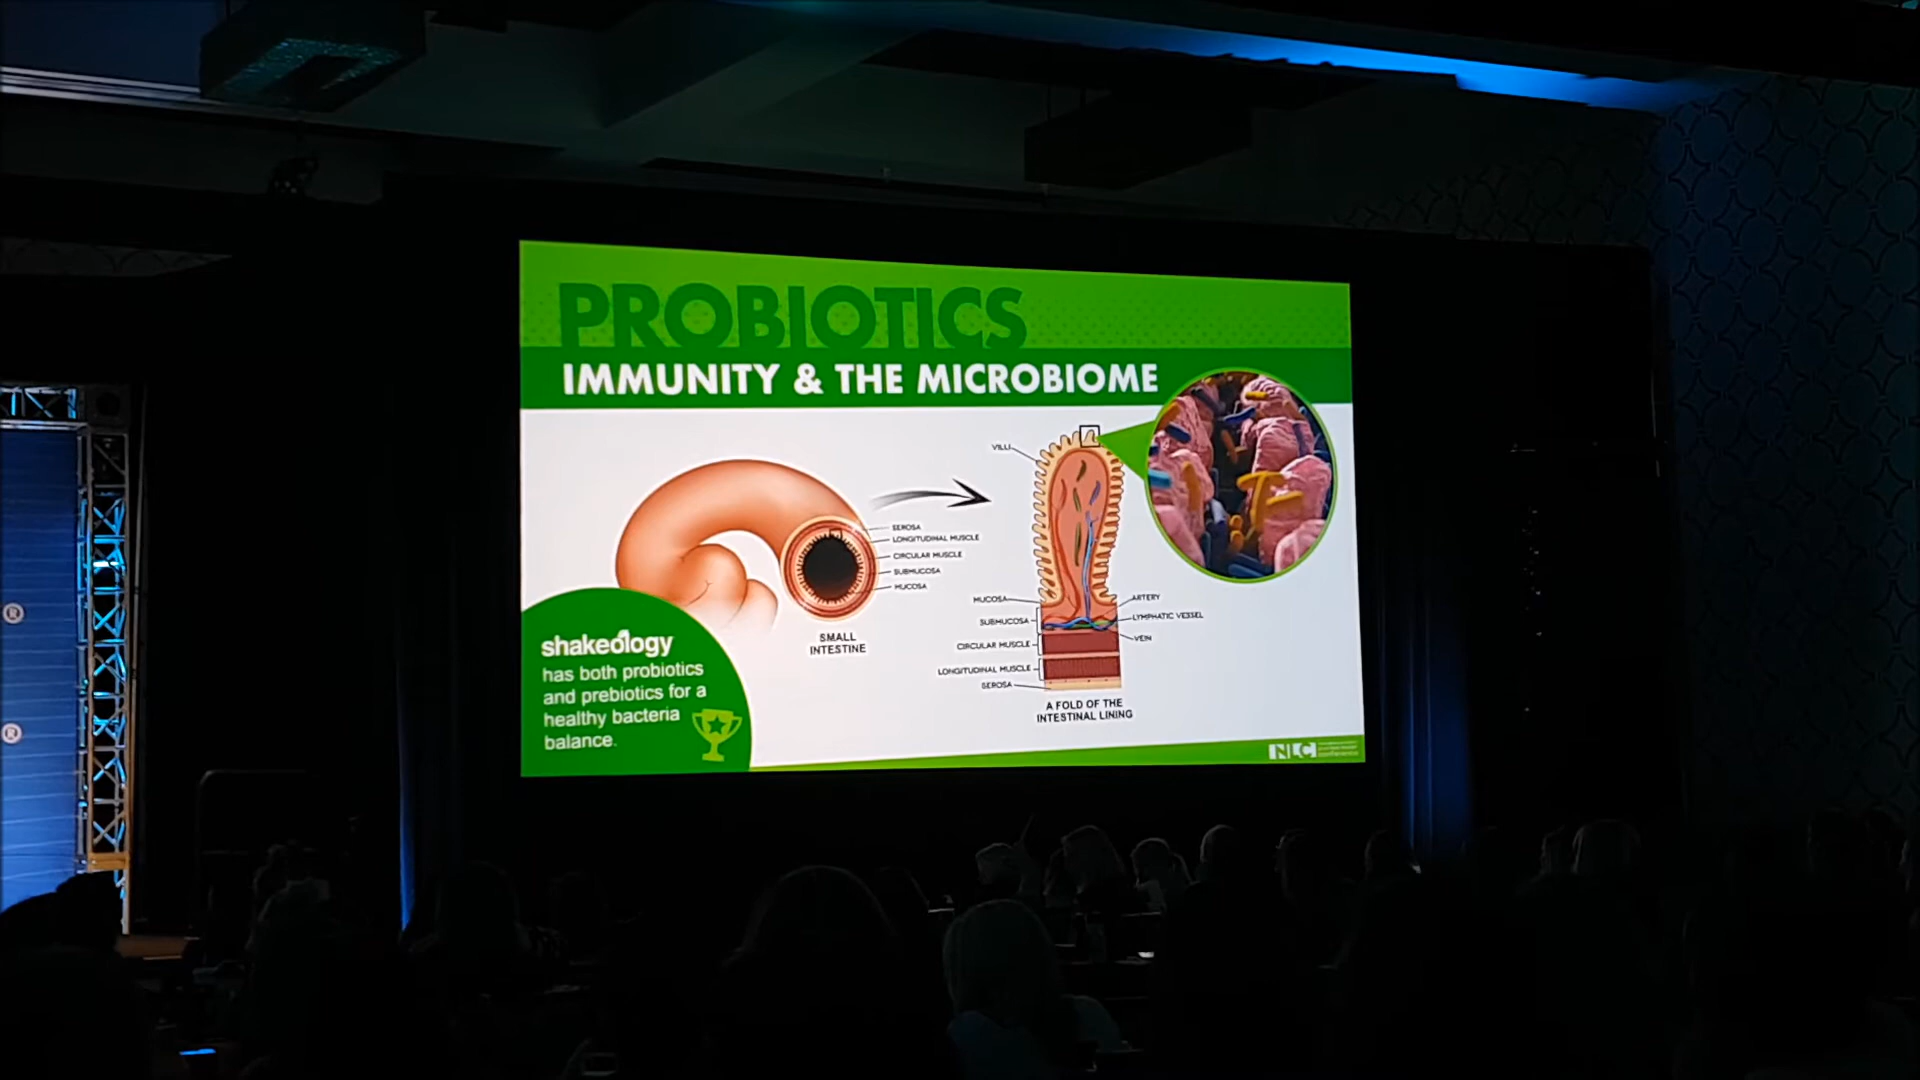 PROBIOTICS
IMMUNITY & THE MICROBIOME
VILLI
SEROSA
LONGITUDINAL MUSCLE
CIRCULAR MUSCLE
SUBMUCOSA
MUCOSA
SMALL
INTESTINE
MUCOSA
SUBMUCOSA
CIRCULAR MUSCLE
LONGITUDINAL MUSCLE
SEROSA
ARTERY
LYMPHATIC VESSEL
VEIN
A FOLD OF THE
INTESTINAL LINING
shakeology
has both probiotics
and prebiotics for a
healthy bacteria
balance.
NLC
conference
®
®